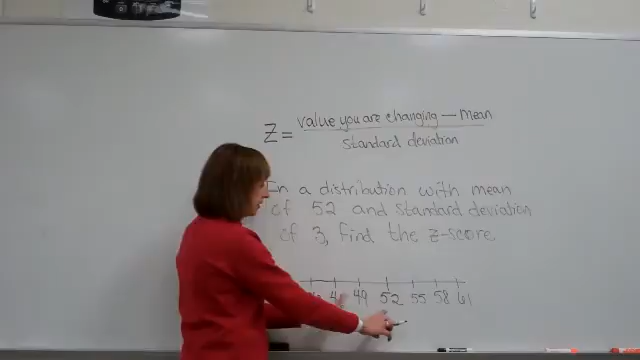 Z = value you are changing — mean
standard deviation
In a distribution with mean
of 52 and standard deviation
of 3, find the z-score
49 52 55 58 61